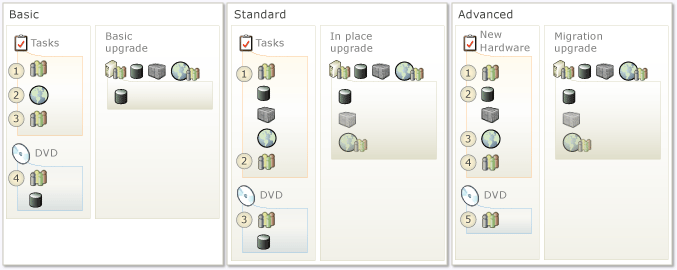 Basic
Tasks
1
2
3
DVD
4
Basic
upgrade
Standard
Tasks
1
2
DVD
3
In place
upgrade
Advanced
New
Hardware
1
2
3
4
DVD
5
Migration
upgrade